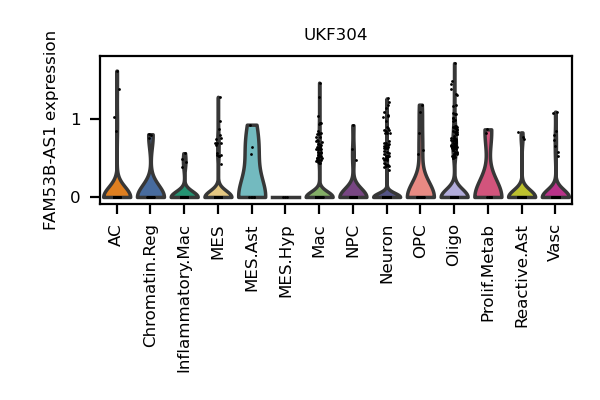 UKF304
FAM53B-AS1 expression
1
0
AC
Chromatin.Reg
Inflammatory.Mac
MES
MES.Ast
MES.Hyp
Mac
NPC
Neuron
OPC
Oligo
Prolif.Metab
Reactive.Ast
Vasc